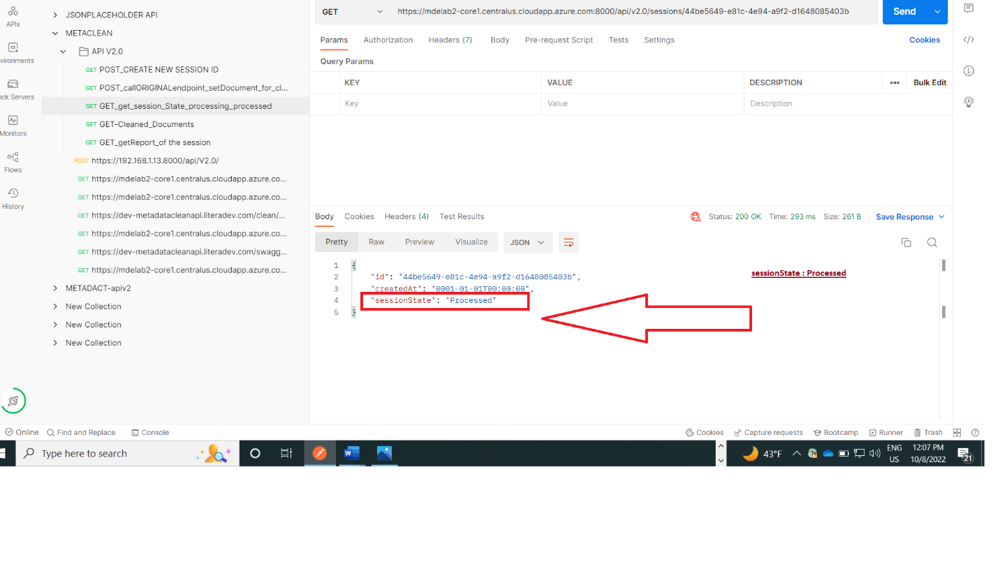 APIs
vironments
ock Servers
Monitors
Flows
History
JSONPLACEHOLDER API
METACLEAN
API V2.0
GET POST_CREATE NEW SESSION ID
GET POST_callORIGINALendpoint_setDocument_for_cl...
GET GET_get_session_State_processing_processed
GET GET-Cleaned_Documents
GET GET_getReport_of the session
POST https://192.168.1.13.8000/api/V2.0/
GET https://mdelab2-core1.centralus.cloudapp.azure.co...
GET https://mdelab2-core1.centralus.cloudapp.azure.co...
GET https://dev-metadatacleanapi.literadev.com/clean/...
GET https://mdelab2-core1.centralus.cloudapp.azure.co...
GET https://dev-metadatacleanapi.literadev.com/swagg...
GET https://mdelab2-core1.centralus.cloudapp.azure.co...
METADACT-apiv2
New Collection
New Collection
New Collection
GET https://mdelab2-core1.centralus.cloudapp.azure.com:8000/api/v2.0/sessions/44be5649-e81c-4e94-a9f2-d1648085403b Send
Params Authorization Headers (7) Body Pre-request Script Tests Settings Cookies
Query Params
KEY VALUE DESCRIPTION Bulk Edit
Key Value Description
Body Cookies Headers (4) Test Results Status: 200 OK Time: 293 ms Size: 261 B Save Response
Pretty Raw Preview Visualize JSON
1 {
2 "id": "44be5649-e81c-4e94-a9f2-d1648085403b",
3 "createdAt": "0001-01-01T00:00:00",
4 "sessionState": "Processed"
5 }
sessionState : Processed
Online Find and Replace Console Cookies Capture requests Bootcamp Runner Trash
Type here to search 43°F ENG 12:07 PM
US 10/8/2022 21